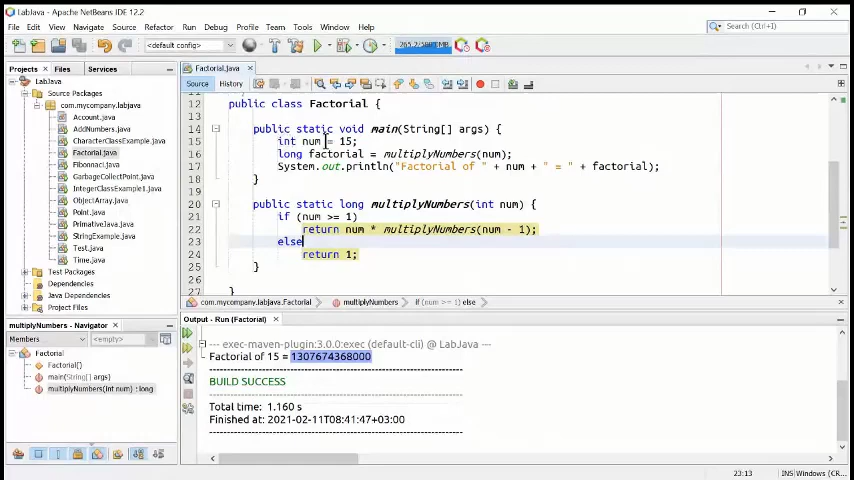 LabJava - Apache NetBeans IDE 12.2
File Edit View Navigate Source Refactor Run Debug Profile Team Tools Window Help
Search (Ctrl+I)
<default config>
Projects Files Services
Factorial.java
Source History
LabJava
Source Packages
com.mycompany.labjava
Account.java
AddNumbers.java
CharacterClassExample.java
Factorial.java
Fibonnaci.java
GarbageCollectPackage.java
IntegerClassExample1.java
ObjectArray.java
Point.java
PrimativeJava.java
StringExample.java
Test.java
Time.java
Test Packages
Dependencies
Java Dependencies
Project Files
12 public class Factorial {
13
14 public static void main(String[] args) {
15 int num = 15;
16 long factorial = multiplyNumbers(num);
17 System.out.println("Factorial of " + num + " = " + factorial);
18 }
19
20 public static long multiplyNumbers(int num) {
21 if (num >= 1)
22 return num * multiplyNumbers(num - 1);
23 else
24 return 1;
25 }
26
27 }
com.mycompany.labjava.Factorial multiplyNumbers if (num >= 1) else
multiplyNumbers - Navigator
Members <empty>
Factorial
Factorial()
main(String[] args)
multiplyNumbers(int num) : long
Output - Run (Factorial)
--- exec-maven-plugin:3.0.0:exec (default-cli) @ LabJava ---
Factorial of 15 = 1307674368000
------------------------------------------------------------------------
BUILD SUCCESS
------------------------------------------------------------------------
Total time: 1.160 s
Finished at: 2021-02-11T08:41:47+03:00
------------------------------------------------------------------------
23:13 INS Windows (CR...